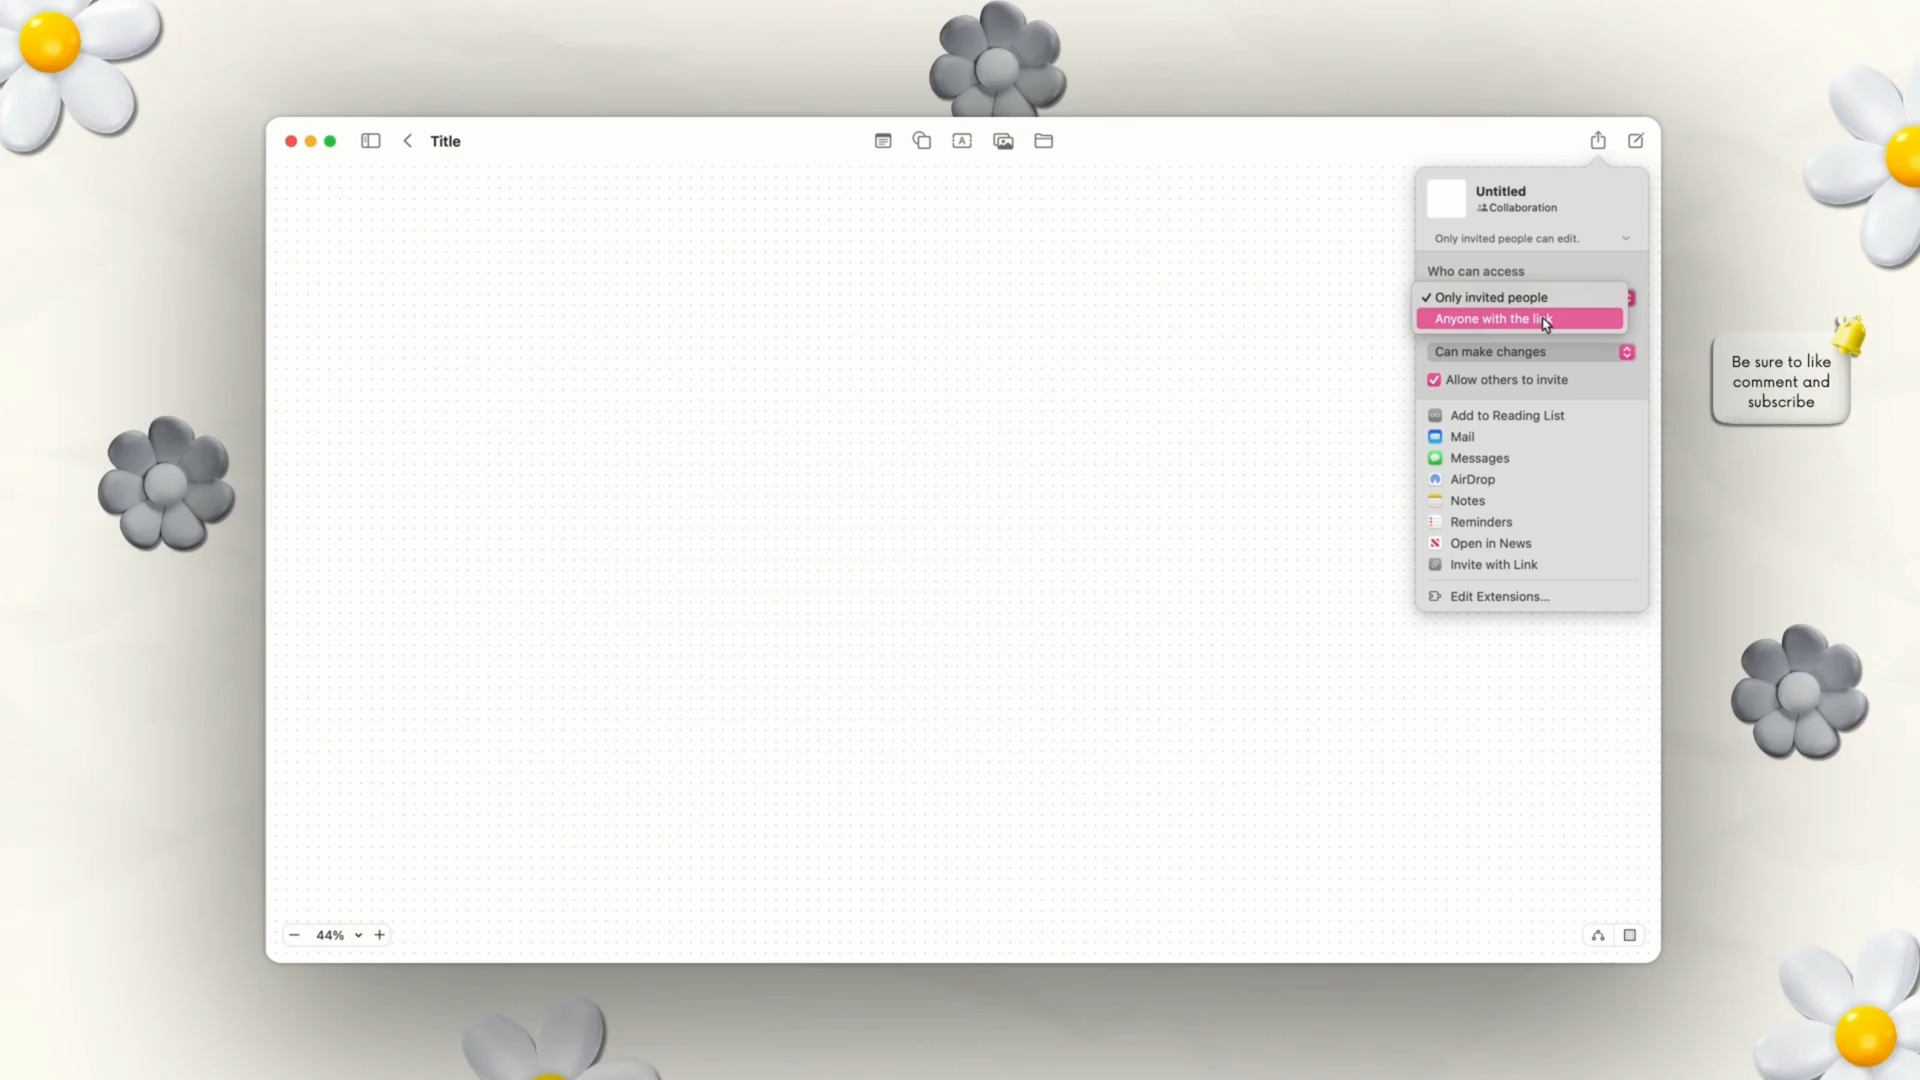 Title
Untitled
Collaboration
Only invited people can edit.
Who can access
Only invited people
Anyone with the link
Can make changes
Allow others to invite
Add to Reading List
Mail
Messages
AirDrop
Notes
Reminders
Open in News
Invite with Link
Edit Extensions...
Be sure to like
comment and
subscribe
44%